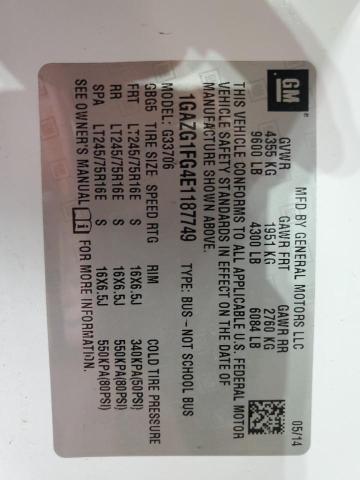 GM
MFD BY GENERAL MOTORS LLC 05/14
GVWR GAWR FRT GAWR RR
4355 KG 1951 KG 2760 KG
9600 LB 4300 LB 6084 LB
THIS VEHICLE CONFORMS TO ALL APPLICABLE U.S. FEDERAL MOTOR
VEHICLE SAFETY STANDARDS IN EFFECT ON THE DATE OF
MANUFACTURE SHOWN ABOVE.
1GAZG1FG4E1187749 TYPE: BUS-NOT SCHOOL BUS
MODEL: G33706
GBG5 TIRE SIZE SPEED RTG RIM COLD TIRE PRESSURE
FRT LT245/75R16E S 16X6.5J 340KPA(50PSI)
RR LT245/75R16E S 16X6.5J 550KPA(80PSI)
SPA LT245/75R16E S 16X6.5J 550KPA(80PSI)
SEE OWNER'S MANUAL i FOR MORE INFORMATION.